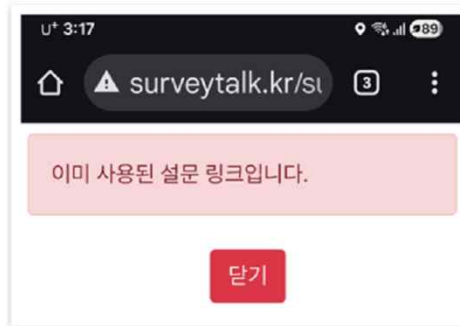 U+ 3:17 89
surveytalk.kr/su 3
이미 사용된 설문 링크입니다.
닫기